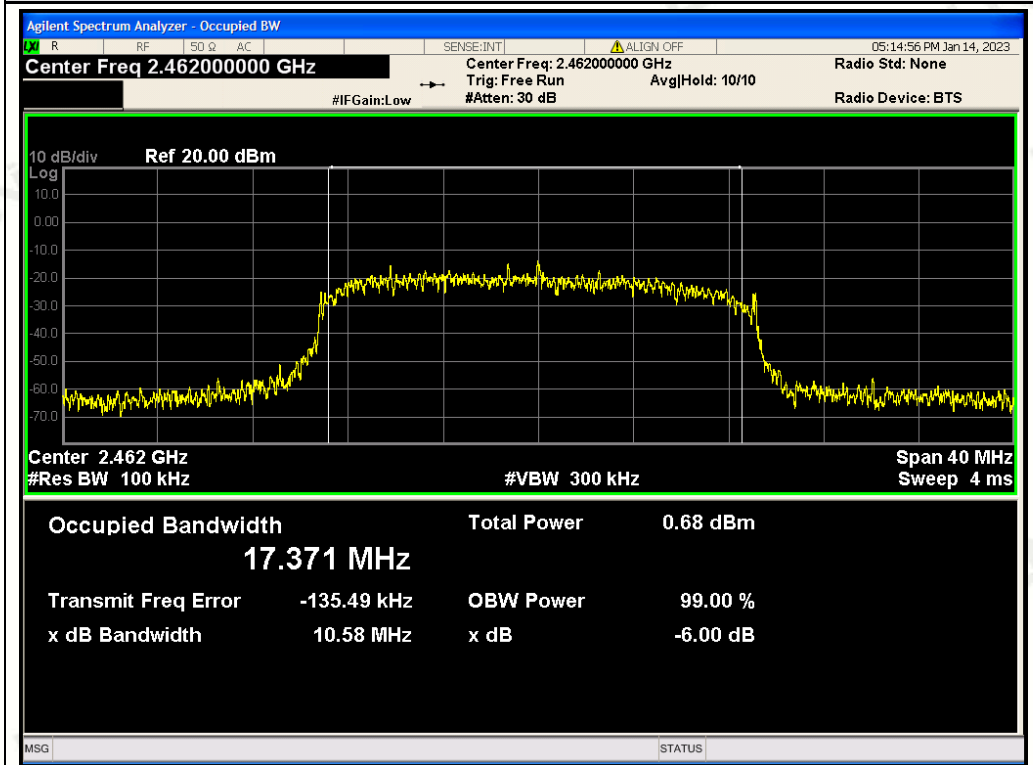 Agilent Spectrum Analyzer - Occupied BW
LXI R RF 50 Ω AC SENSE:INT ALIGN OFF 05:14:56 PM Jan 14, 2023
Center Freq 2.462000000 GHz Center Freq: 2.462000000 GHz Radio Std: None
Trig: Free Run Avg|Hold: 10/10
#IFGain:Low #Atten: 30 dB Radio Device: BTS
10 dB/div Ref 20.00 dBm
Log
10.0
0.00
-10.0
-20.0
-30.0
-40.0
-50.0
-60.0
-70.0
Center 2.462 GHz Span 40 MHz
#Res BW 100 kHz #VBW 300 kHz Sweep 4 ms
Occupied Bandwidth Total Power 0.68 dBm
17.371 MHz
Transmit Freq Error -135.49 kHz OBW Power 99.00 %
x dB Bandwidth 10.58 MHz x dB -6.00 dB
MSG STATUS